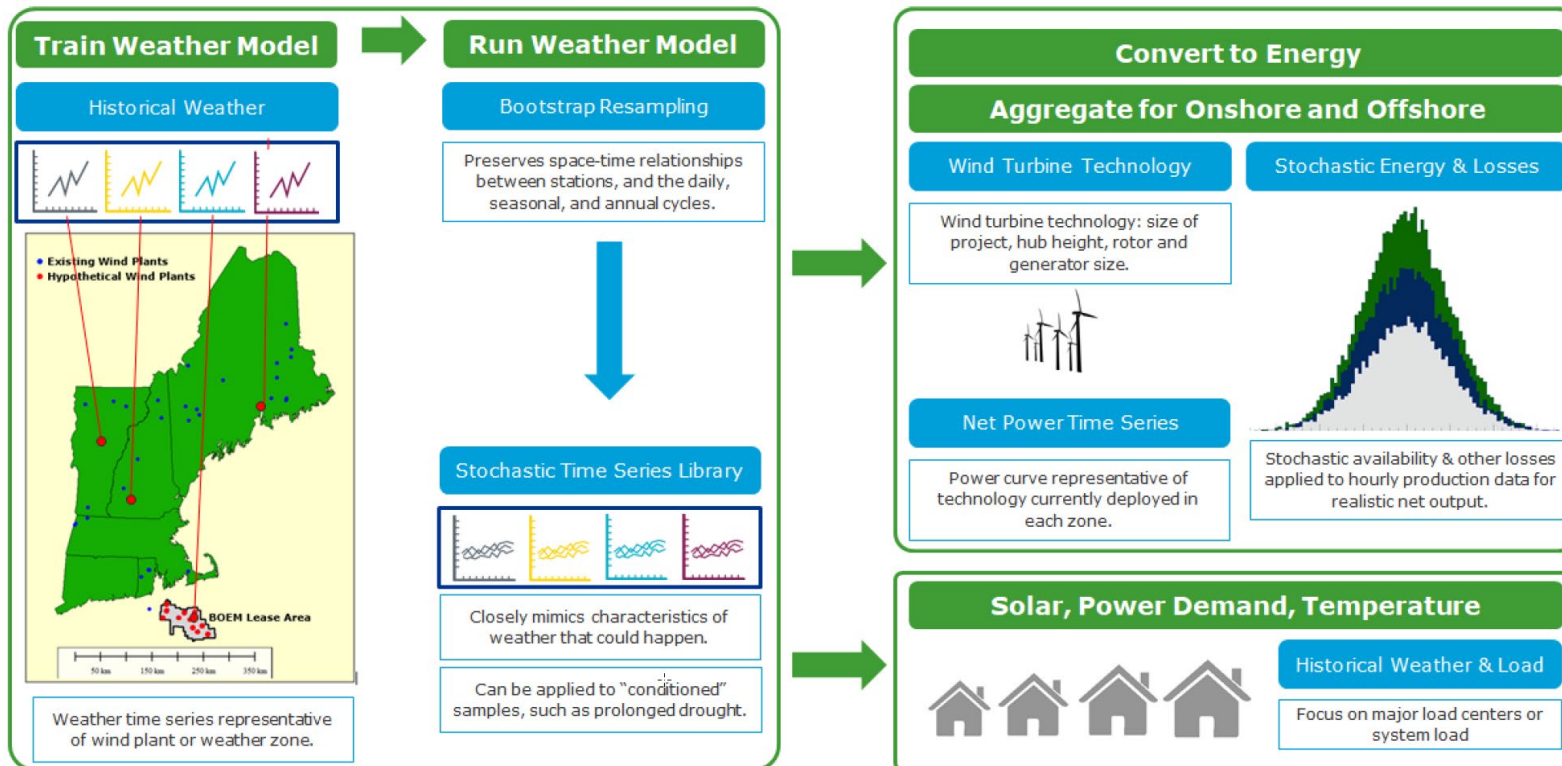 Train Weather Model
Historical Weather
Existing Wind Plants
Hypothetical Wind Plants
BOEM Lease Area
50 km
150 km
250 km
350 km
Weather time series representative
of wind plant or weather zone.
Run Weather Model
Bootstrap Resampling
Preserves space-time relationships
between stations, and the daily,
seasonal, and annual cycles.
Stochastic Time Series Library
Closely mimics characteristics of
weather that could happen.
Can be applied to “conditioned”
samples, such as prolonged drought.
Convert to Energy
Aggregate for Onshore and Offshore
Wind Turbine Technology
Wind turbine technology: size of
project, hub height, rotor and
generator size.
Net Power Time Series
Power curve representative of
technology currently deployed in
each zone.
Stochastic Energy & Losses
Stochastic availability & other losses
applied to hourly production data for
realistic net output.
Solar, Power Demand, Temperature
Historical Weather & Load
Focus on major load centers or
system load